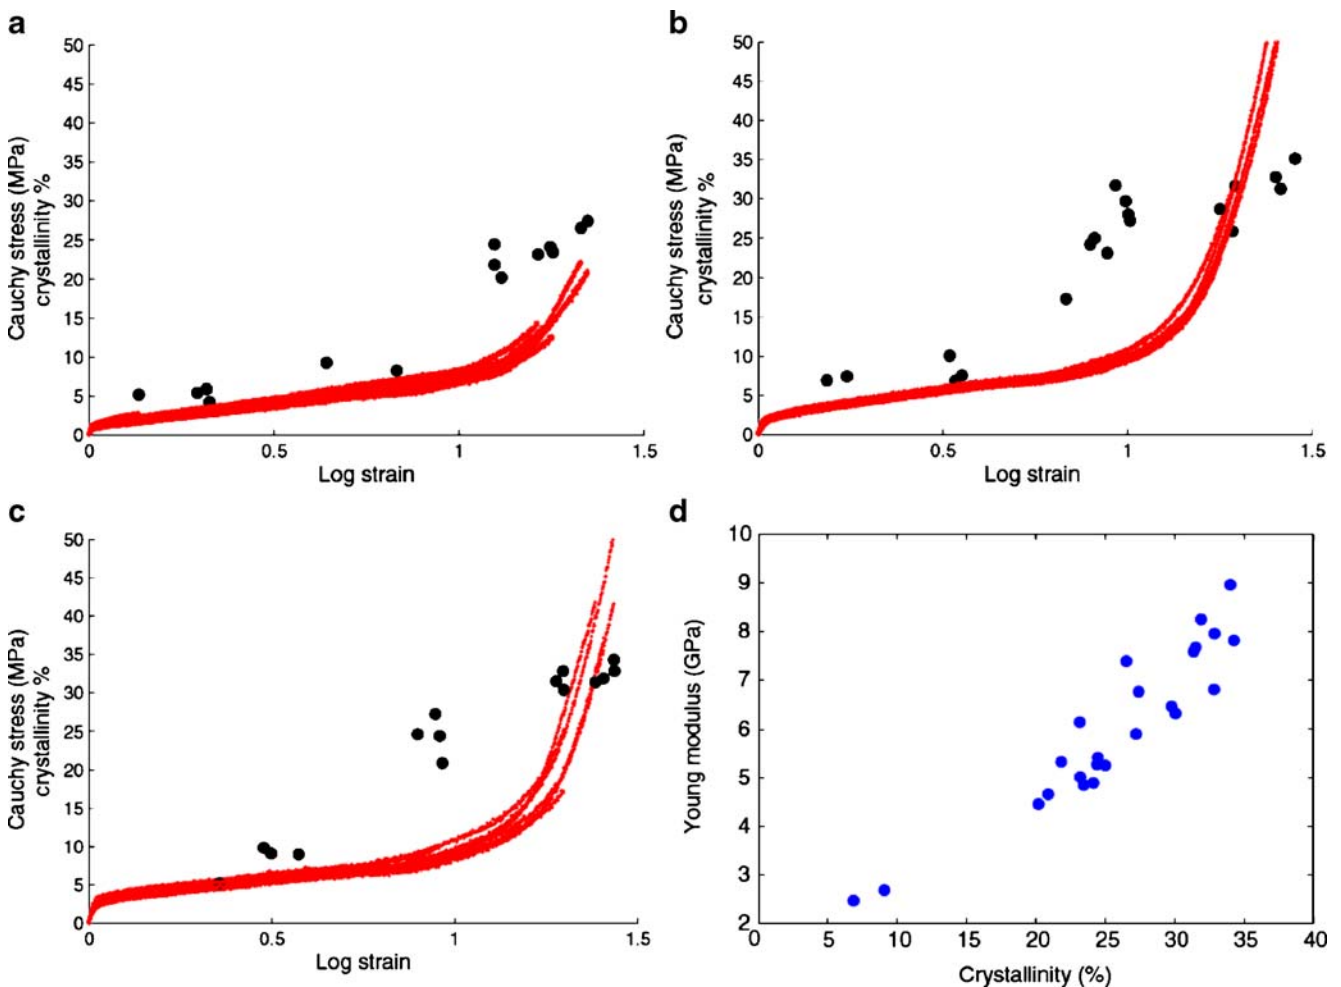 a
50
45
40
35
30
25
20
15
10
5
0
Cauchy stress (MPa)
crystallinity %
0 0.5 1 1.5
Log strain
b
50
45
40
35
30
25
20
15
10
5
0
Cauchy stress (MPa)
crystallinity %
0 0.5 1 1.5
Log strain
c
50
45
40
35
30
25
20
15
10
5
0
Cauchy stress (MPa)
crystallinity %
0 0.5 1 1.5
Log strain
d
10
9
8
7
6
5
4
3
2
Young modulus (GPa)
0 5 10 15 20 25 30 35 40
Crystallinity (%)